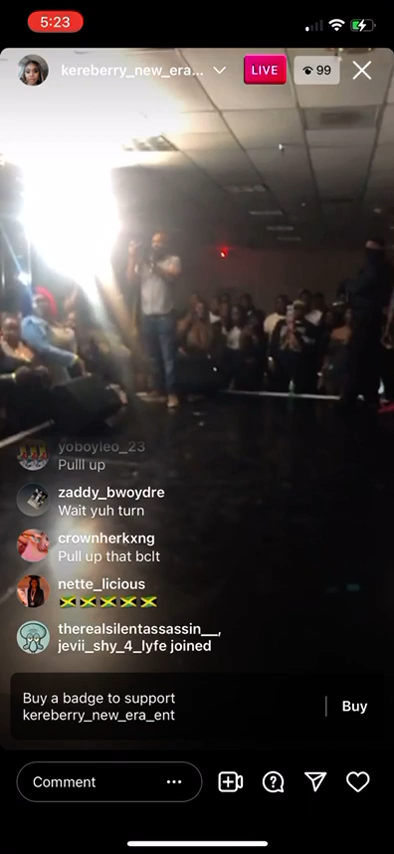 5:23
kereberry_new_era...
LIVE
99
yoboyleo_23
Pulll up
zaddy_bwoydre
Wait yuh turn
crownherkxng
Pull up that bclt
nette_licious
🇯🇲🇯🇲🇯🇲🇯🇲🇯🇲
therealsilentassassin__,
jevii_shy_4_lyfe joined
Buy a badge to support
kereberry_new_era_ent
Buy
Comment